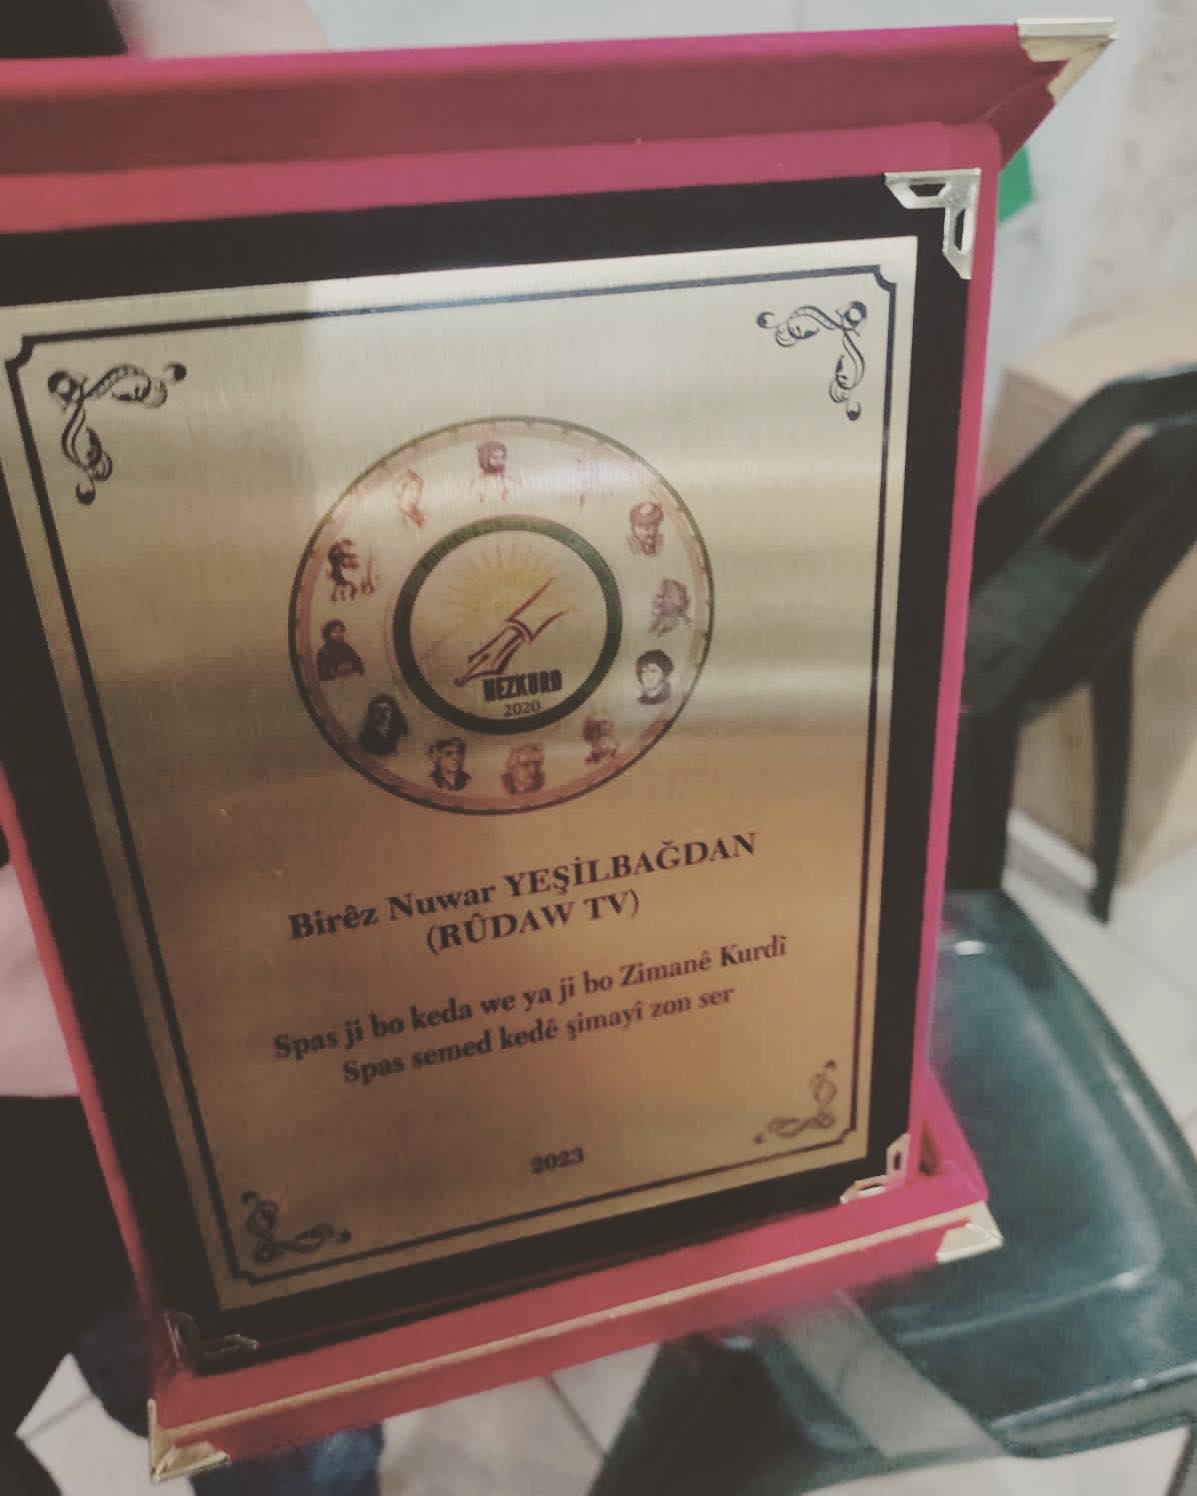 HEZKURD
2020
Birêz Nuwar YEŞİLBAĞDAN
(RÛDAW TV)
Spas ji bo keda we ya ji bo Zimanê Kurdî
Spas semed kedê şimayî zon ser
2023